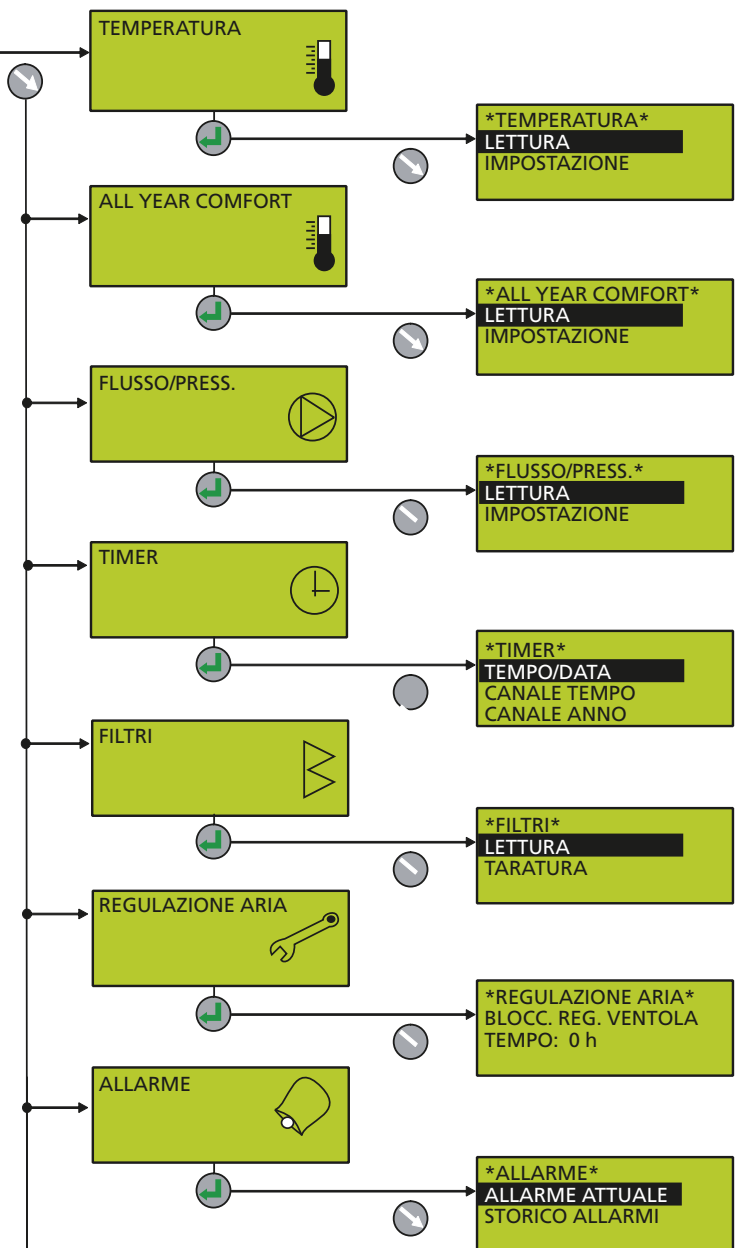 TEMPERATURA
*TEMPERATURA*
LETTURA
IMPOSTAZIONE
ALL YEAR COMFORT
*ALL YEAR COMFORT*
LETTURA
IMPOSTAZIONE
FLUSSO/PRESS.
*FLUSSO/PRESS.*
LETTURA
IMPOSTAZIONE
TIMER
*TIMER*
TEMPO/DATA
CANALE TEMPO
CANALE ANNO
FILTRI
*FILTRI*
LETTURA
TARATURA
REGULAZIONE ARIA
*REGULAZIONE ARIA*
BLOCC. REG. VENTOLA
TEMPO: 0 h
ALLARME
*ALLARME*
ALLARME ATTUALE
STORICO ALLARMI